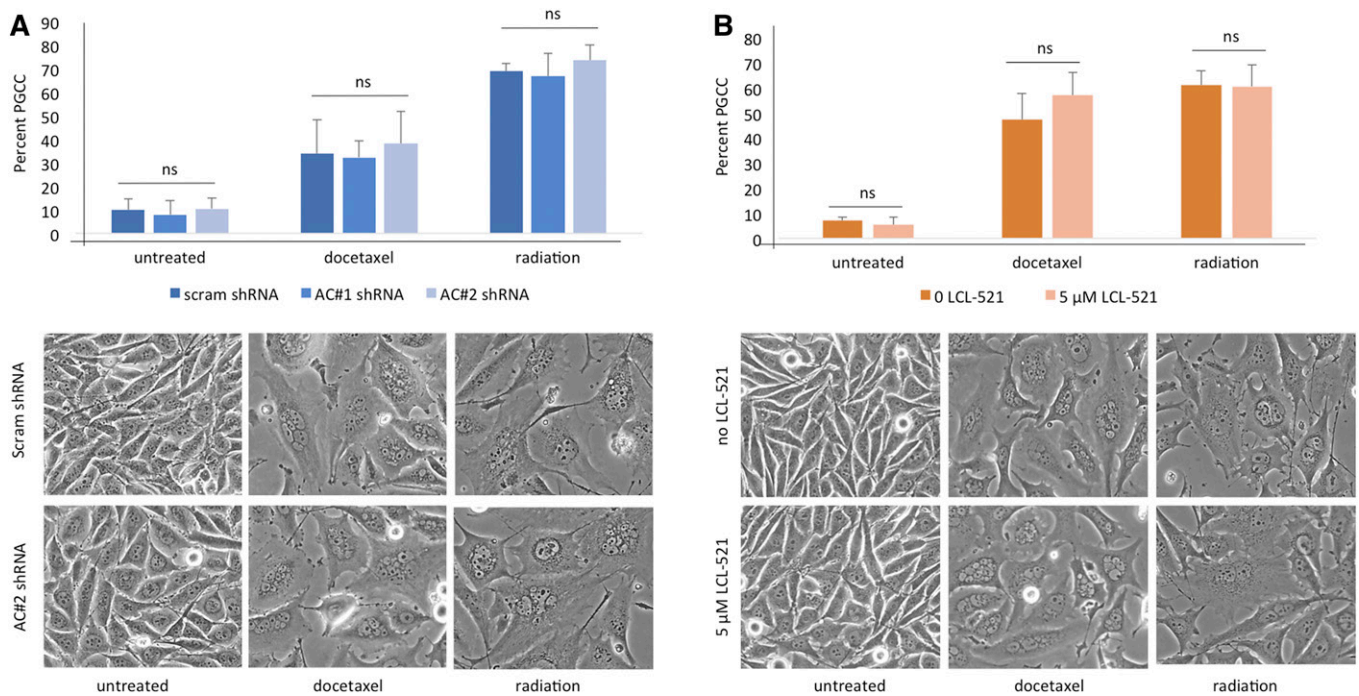 A
Percent PGCC
90
80
70
60
50
40
30
20
10
0
ns
ns
ns
untreated
docetaxel
radiation
scram shRNA
AC#1 shRNA
AC#2 shRNA
Scram shRNA
AC#2 shRNA
untreated
docetaxel
radiation
B
Percent PGCC
80
70
60
50
40
30
20
10
0
ns
ns
ns
untreated
docetaxel
radiation
0 LCL-521
5 μM LCL-521
no LCL-521
5 μM LCL-521
untreated
docetaxel
radiation